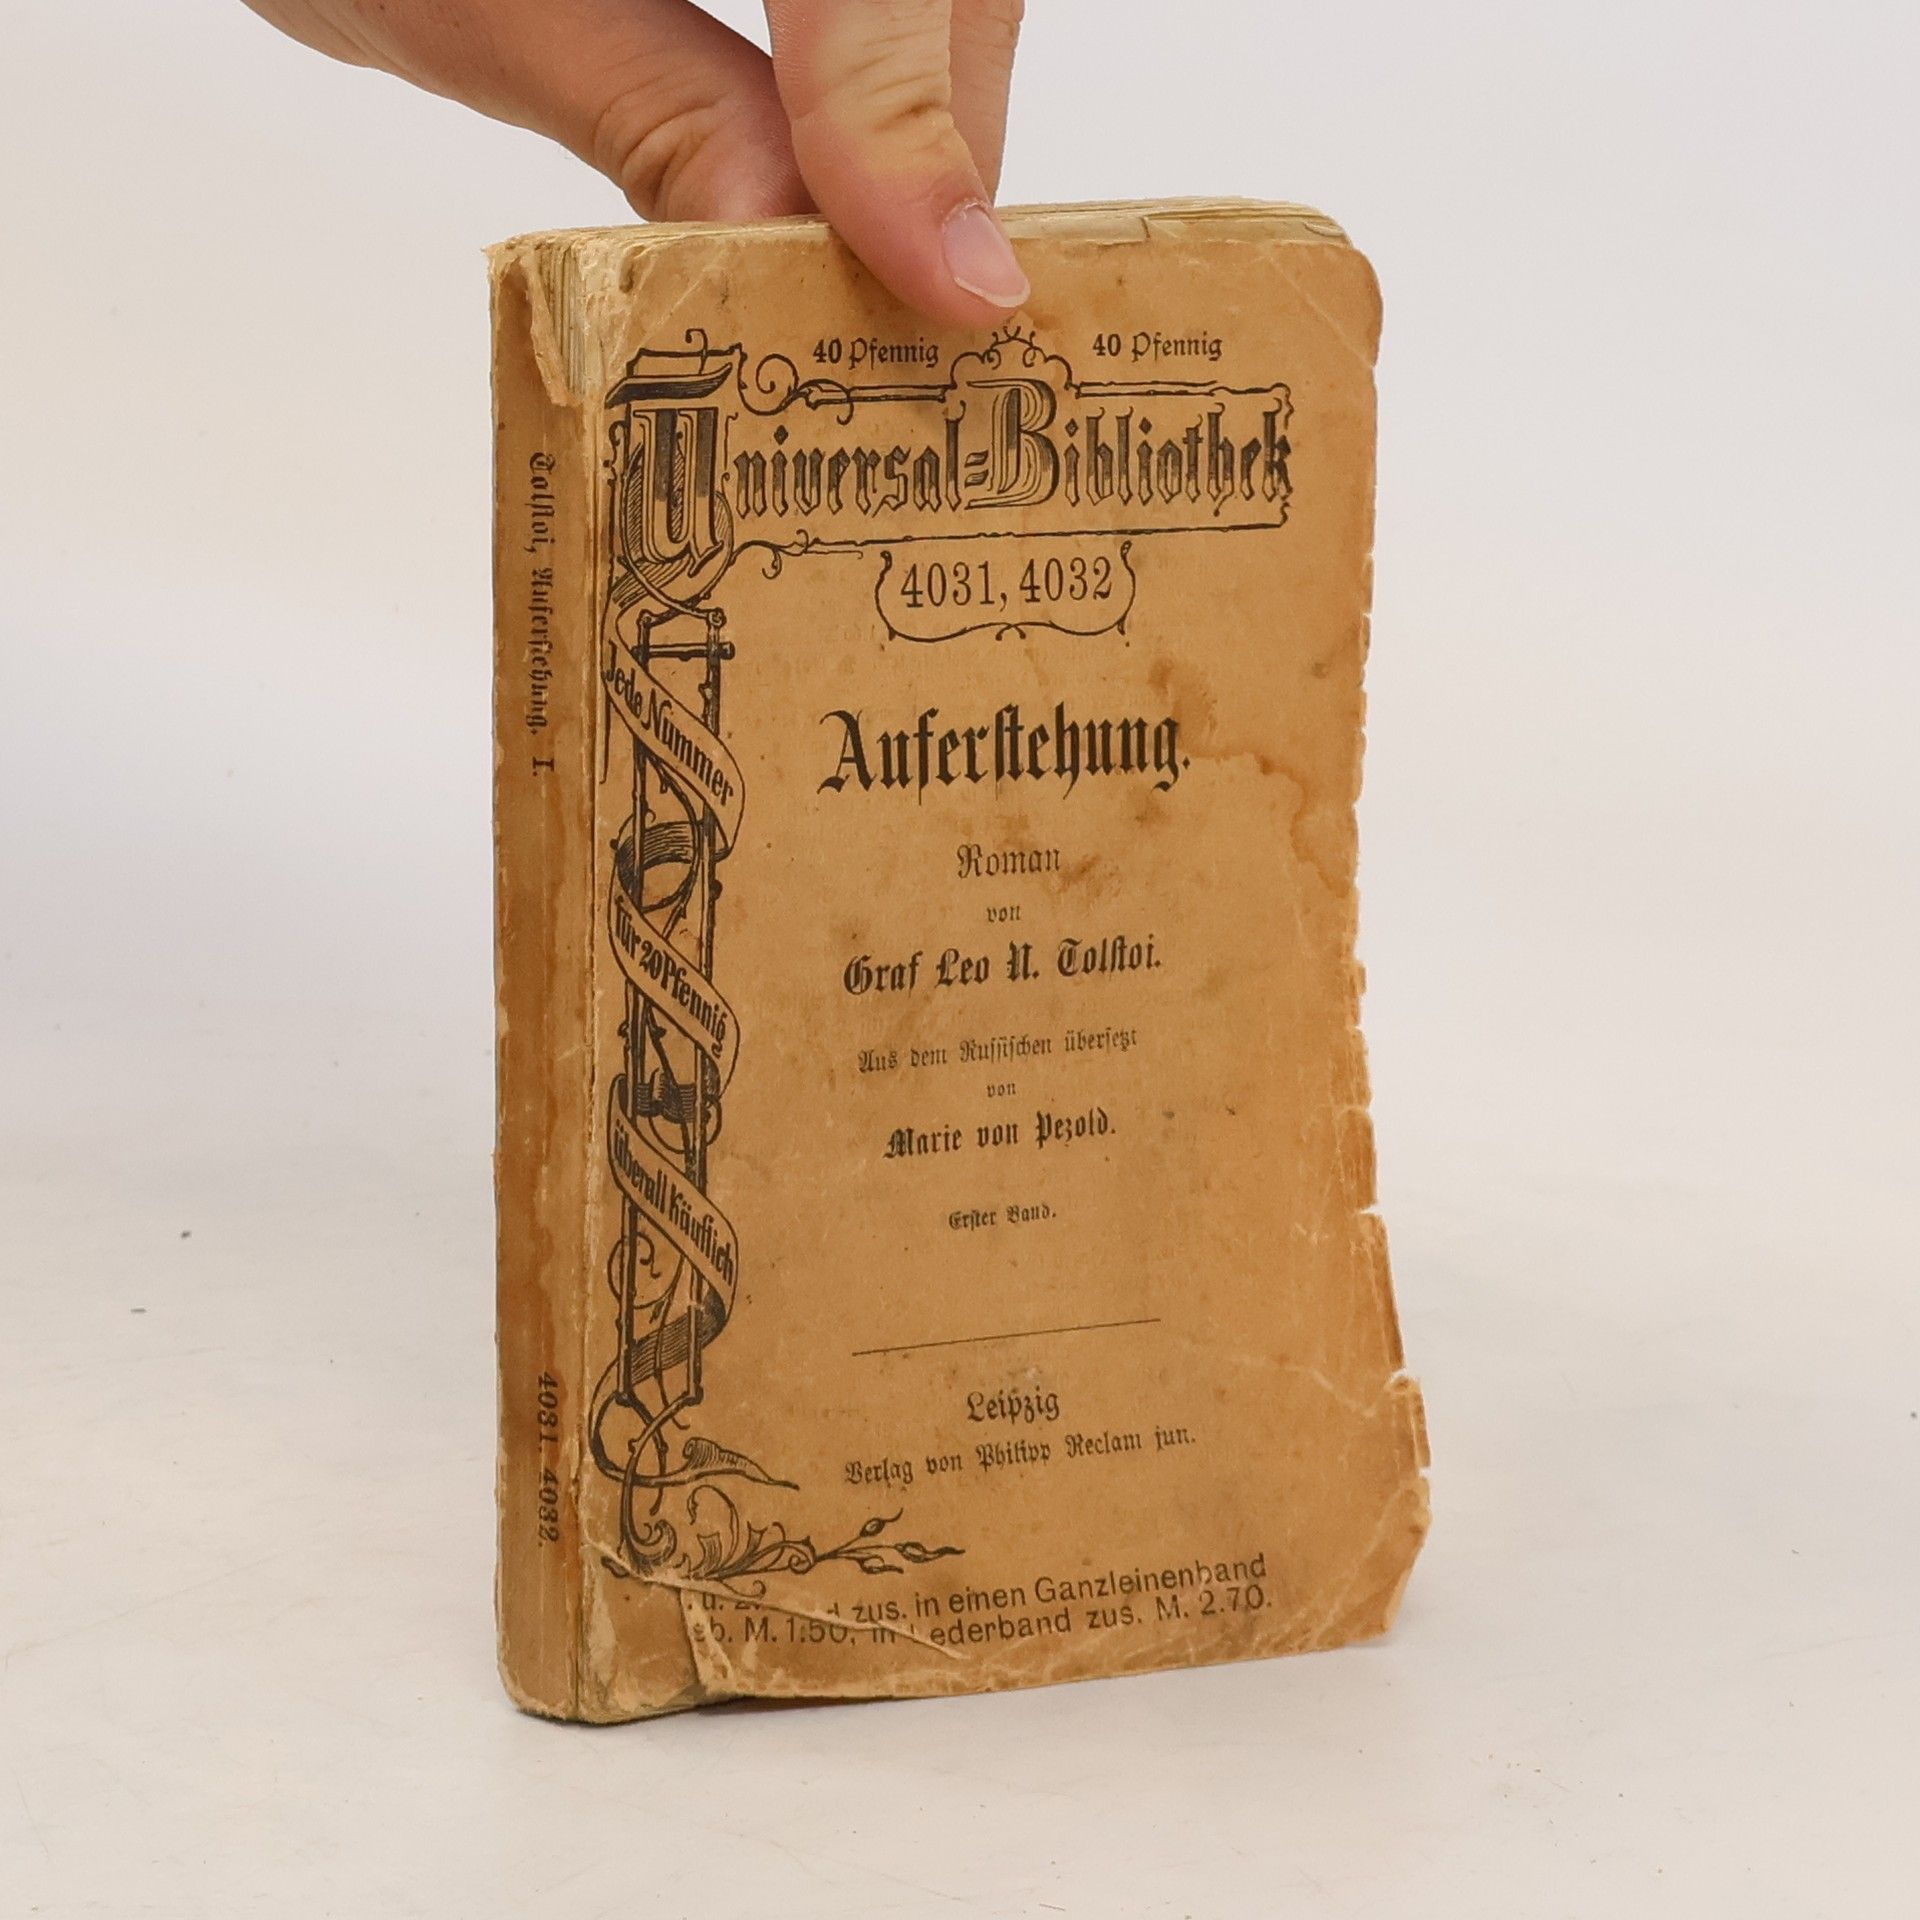 40 Pfennig 40 Pfennig
Universal-Bibliothek
4031, 4032
Jede Nummer
für 20 Pfennig
überall käuflich
Auferstehung.
Roman
von
Graf Leo N. Tolstoi.
Aus dem Russischen übersetzt
von
Marie von Pezold.
Erster Band.
Leipzig
Verlag von Philipp Reclam jun.
u. zus. in einen Ganzleinenband
M. 1.50, in Lederband zus. M. 2.70.
Tolstoi, Auferstehung. I.
4031. 4032.